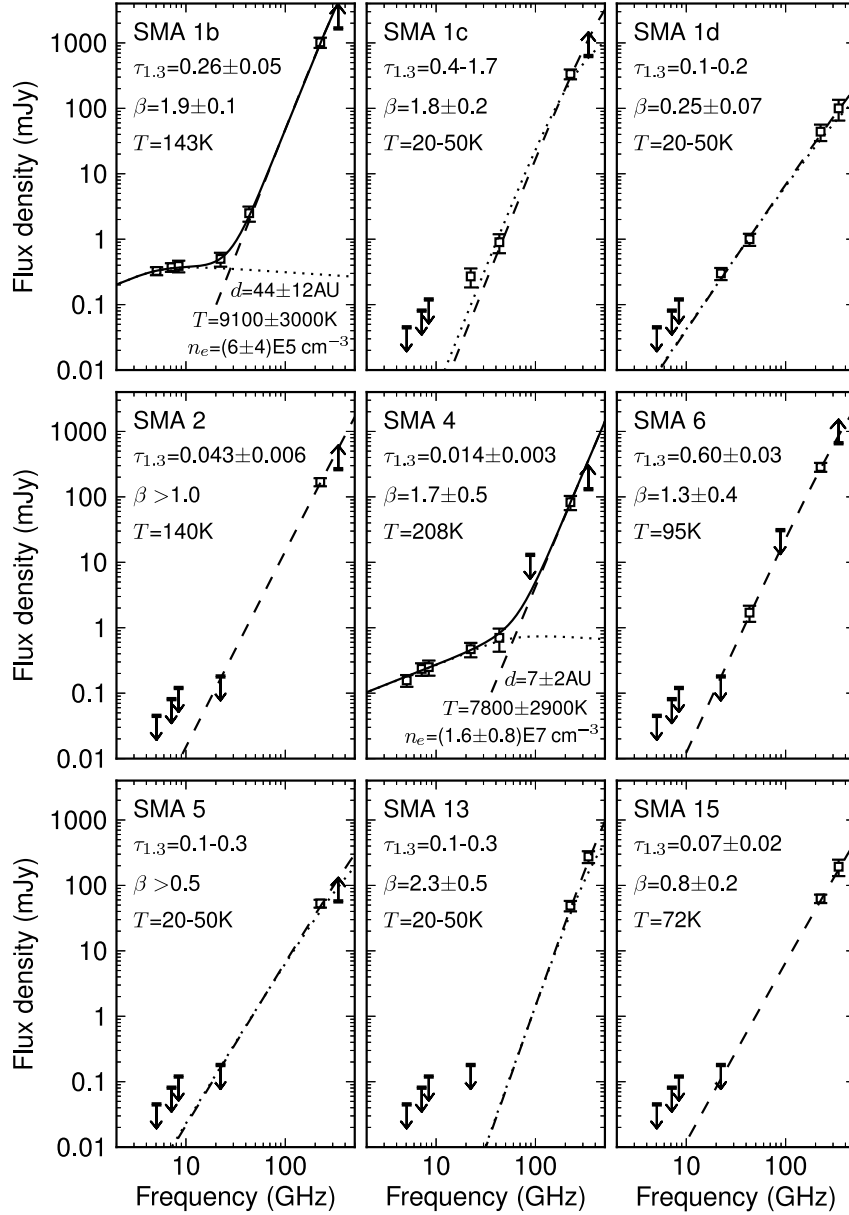 SMA 1b
τ1.3=0.26±0.05
β=1.9±0.1
T=143K
d=44±12AU
T=9100±3000K
ne=(6±4)E5 cm−3
SMA 1c
τ1.3=0.4-1.7
β=1.8±0.2
T=20-50K
SMA 1d
τ1.3=0.1-0.2
β=0.25±0.07
T=20-50K
1000
100
10
1
0.1
0.01
Flux density (mJy)
SMA 2
τ1.3=0.043±0.006
β >1.0
T=140K
SMA 4
τ1.3=0.014±0.003
β=1.7±0.5
T=208K
d=7±2AU
T=7800±2900K
ne=(1.6±0.8)E7 cm−3
SMA 6
τ1.3=0.60±0.03
β=1.3±0.4
T=95K
1000
100
10
1
0.1
0.01
Flux density (mJy)
SMA 5
τ1.3=0.1-0.3
β >0.5
T=20-50K
SMA 13
τ1.3=0.1-0.3
β=2.3±0.5
T=20-50K
SMA 15
τ1.3=0.07±0.02
β=0.8±0.2
T=72K
1000
100
10
1
0.1
0.01
Flux density (mJy)
10 100
10 100
10 100
Frequency (GHz)
Frequency (GHz)
Frequency (GHz)